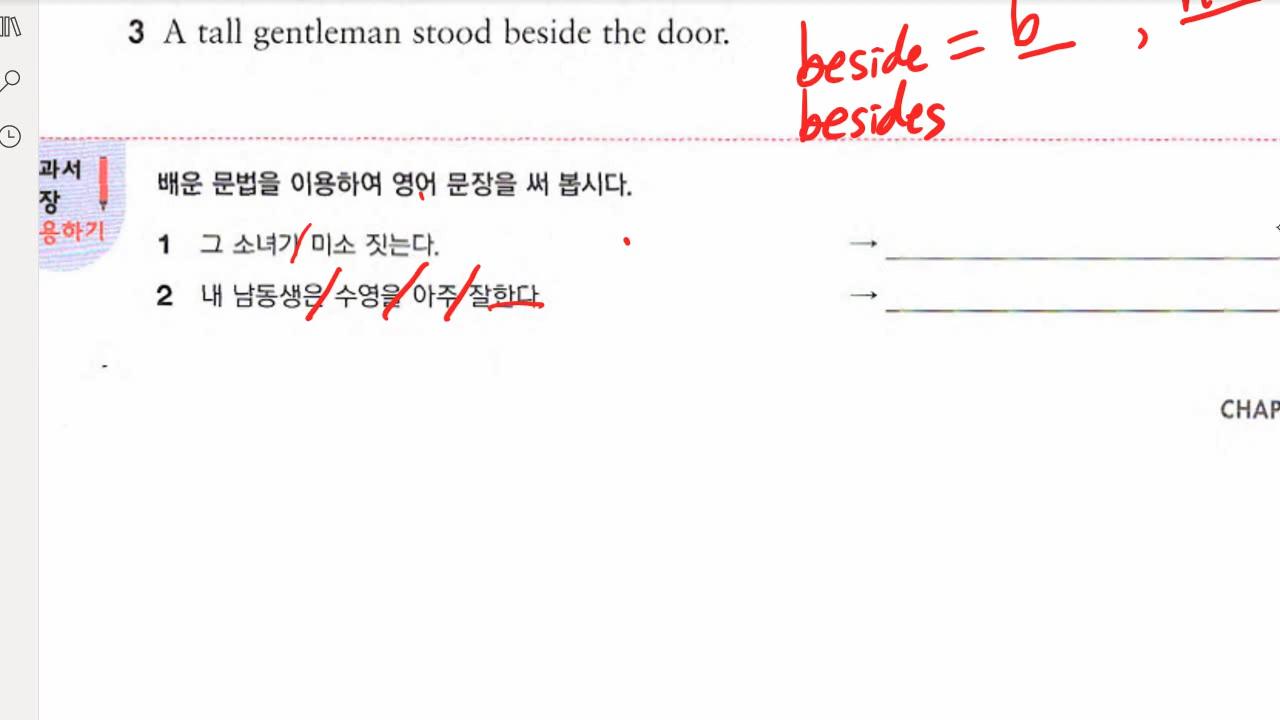 3 A tall gentleman stood beside the door.
beside = b ,
besides
과서
장
용하기
배운 문법을 이용하여 영어 문장을 써 봅시다.
1 그 소녀가 / 미소 짓는다. →
2 내 남동생은 / 수영을 / 아주 / 잘한다 →
CHAP